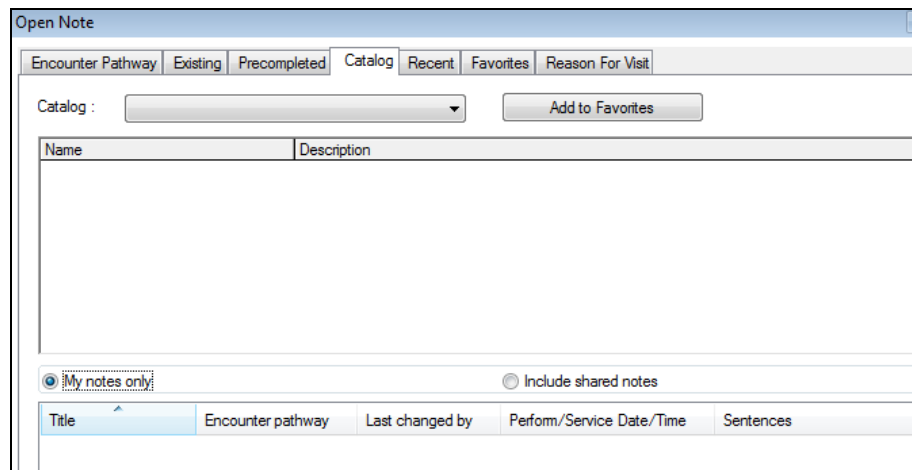 Open Note
Encounter Pathway Existing Precompleted Catalog Recent Favorites Reason For Visit
Catalog : Add to Favorites
Name Description
My notes only Include shared notes
Title Encounter pathway Last changed by Perform/Service Date/Time Sentences